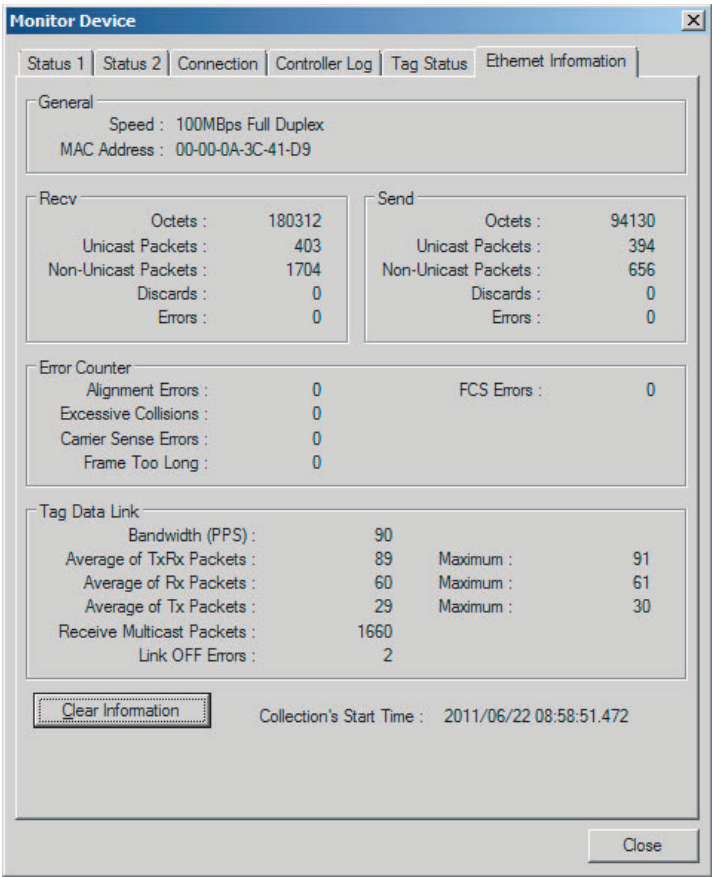 Monitor Device
Status 1 Status 2 Connection Controller Log Tag Status Ethernet Information
General
Speed : 100MBps Full Duplex
MAC Address : 00-00-0A-3C-41-D9
Recv
Octets : 180312
Unicast Packets : 403
Non-Unicast Packets : 1704
Discards : 0
Errors : 0
Send
Octets : 94130
Unicast Packets : 394
Non-Unicast Packets : 656
Discards : 0
Errors : 0
Error Counter
Alignment Errors : 0 FCS Errors : 0
Excessive Collisions : 0
Carrier Sense Errors : 0
Frame Too Long : 0
Tag Data Link
Bandwidth (PPS) : 90
Average of TxRx Packets : 89 Maximum : 91
Average of Rx Packets : 60 Maximum : 61
Average of Tx Packets : 29 Maximum : 30
Receive Multicast Packets : 1660
Link OFF Errors : 2
Clear Information Collection's Start Time : 2011/06/22 08:58:51.472
Close